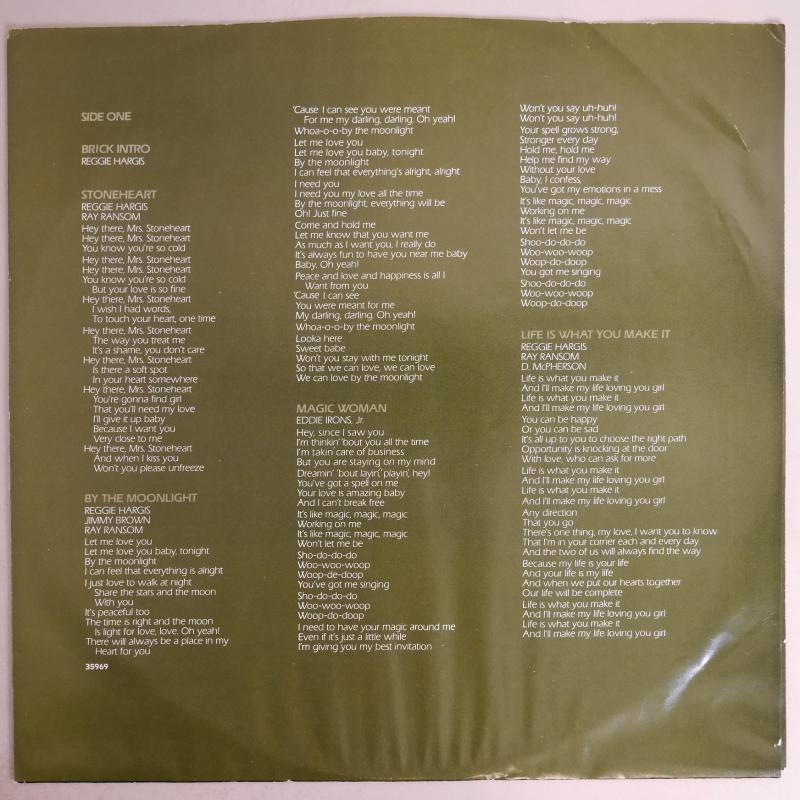 SIDE ONE
BRICK INTRO
REGGIE HARGIS
STONEHEART
REGGIE HARGIS
RAY RANSOM
Hey there, Mrs. Stoneheart
Hey there, Mrs. Stoneheart
You know you're so cold
Hey there, Mrs. Stoneheart
Hey there, Mrs. Stoneheart
You know you're so cold
But your love is so fine
Hey there, Mrs. Stoneheart
I wish I had words,
To touch your heart, one time
Hey there, Mrs. Stoneheart
The way you treat me
It's a shame, you don't care
Hey there, Mrs. Stoneheart
Is there a soft spot
In your heart somewhere
Hey there, Mrs. Stoneheart
You're gonna find girl
That you'll need my love
I'll give it up baby
Because I want you
Very close to me
Hey there, Mrs. Stoneheart
And when I kiss you
Won't you please unfreeze
BY THE MOONLIGHT
REGGIE HARGIS
JIMMY BROWN
RAY RANSOM
Let me love you
Let me love you baby, tonight
By the moonlight
I can feel that everything is alright
I just love to walk at night
Share the stars and the moon
With you
It's peaceful too
The time is right and the moon
Is light for love, love. Oh yeah!
There will always be a place in my
Heart for you
35969
'Cause I can see you were meant
For me my darling, darling. Oh yeah!
Whoa-o-o-by the moonlight
Let me love you
Let me love you baby, tonight
By the moonlight
I can feel that everything's alright, alright
I need you
I need you my love all the time
By the moonlight, everything will be
Oh! Just fine
Come and hold me
Let me know that you want me
As much as I want you, I really do
It's always fun to have you near me baby
Baby. Oh yeah!
Peace and love and happiness is all I
Want from you
'Cause I can see
You were meant for me
My darling, darling. Oh yeah!
Whoa-o-o-by the moonlight
Looka here
Sweet babe
Won't you stay with me tonight
So that we can love, we can love
We can love by the moonlight
MAGIC WOMAN
EDDIE IRONS, Jr.
Hey, since I saw you
I'm thinkin' 'bout you all the time
I'm takin' care of business
But you are staying on my mind
Dreamin' 'bout layin', playin', hey!
You've got a spell on me
Your love is amazing baby
And I can't break free
It's like magic, magic, magic
Working on me
It's like magic, magic, magic
Won't let me be
Sho-do-do-do
Woo-woo-woop
Woop-de-doop
You've got me singing
Sho-do-do-do
Woo-woo-woop
Woop-do-doop
I need to have your magic around me
Even if it's just a little while
I'm giving you my best invitation
Won't you say uh-huh!
Won't you say uh-huh!
Your spell grows strong,
Stronger every day
Hold me, hold me
Help me find my way
Without your love
Baby, I confess,
You've got my emotions in a mess
It's like magic, magic, magic
Working on me
It's like magic, magic, magic
Won't let me be
Shoo-do-do-do
Woo-woo-woop
Woop-do-doop
You got me singing
Shoo-do-do-do
Woo-woo-woop
Woop-do-doop
LIFE IS WHAT YOU MAKE IT
REGGIE HARGIS
RAY RANSOM
D. McPHERSON
Life is what you make it
And I'll make my life loving you girl
Life is what you make it
And I'll make my life loving you girl
You can be happy
Or you can be sad
It's all up to you to choose the right path
Opportunity is knocking at the door
With love, who can ask for more
Life is what you make it
And I'll make my life loving you girl
Life is what you make it
And I'll make my life loving you girl
Any direction
That you go
There's one thing, my love, I want you to know
That I'm in your corner each and every day
And the two of us will always find the way
Because my life is your life
And your life is my life
And when we put our hearts together
Our life will be complete
Life is what you make it
And I'll make my life loving you girl
Life is what you make it
And I'll make my life loving you girl